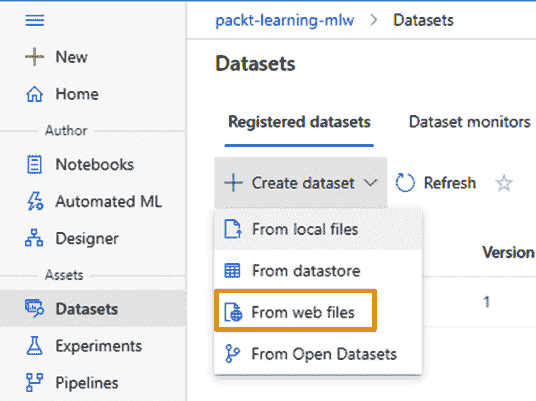 packt-learning-mlw > Datasets
New
Home
Author
Notebooks
Automated ML
Designer
Assets
Datasets
Experiments
Pipelines
Datasets
Registered datasets
Dataset monitors
Create dataset
Refresh
From local files
From datastore
From web files
From Open Datasets
Version
1